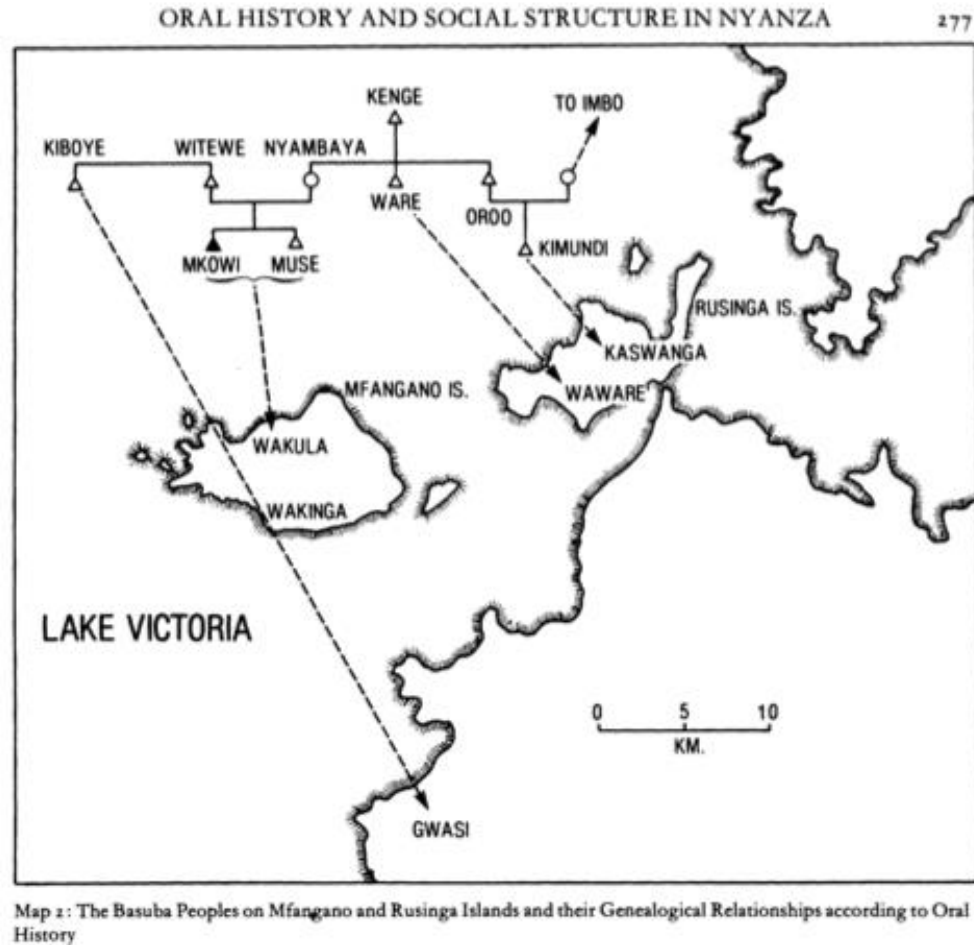 ORAL HISTORY AND SOCIAL STRUCTURE IN NYANZA 277
KENGE
TO IMBO
KIBOYE WITEWE NYAMBAYA
WARE OROO
MKOWI MUSE KIMUNDI
RUSINGA IS.
KASWANGA
MFANGANO IS. WAWARE
WAKULA
WAKINGA
LAKE VICTORIA
0 5 10
KM.
GWASI
Map 2: The Basuba Peoples on Mfangano and Rusinga Islands and their Genealogical Relationships according to Oral
History